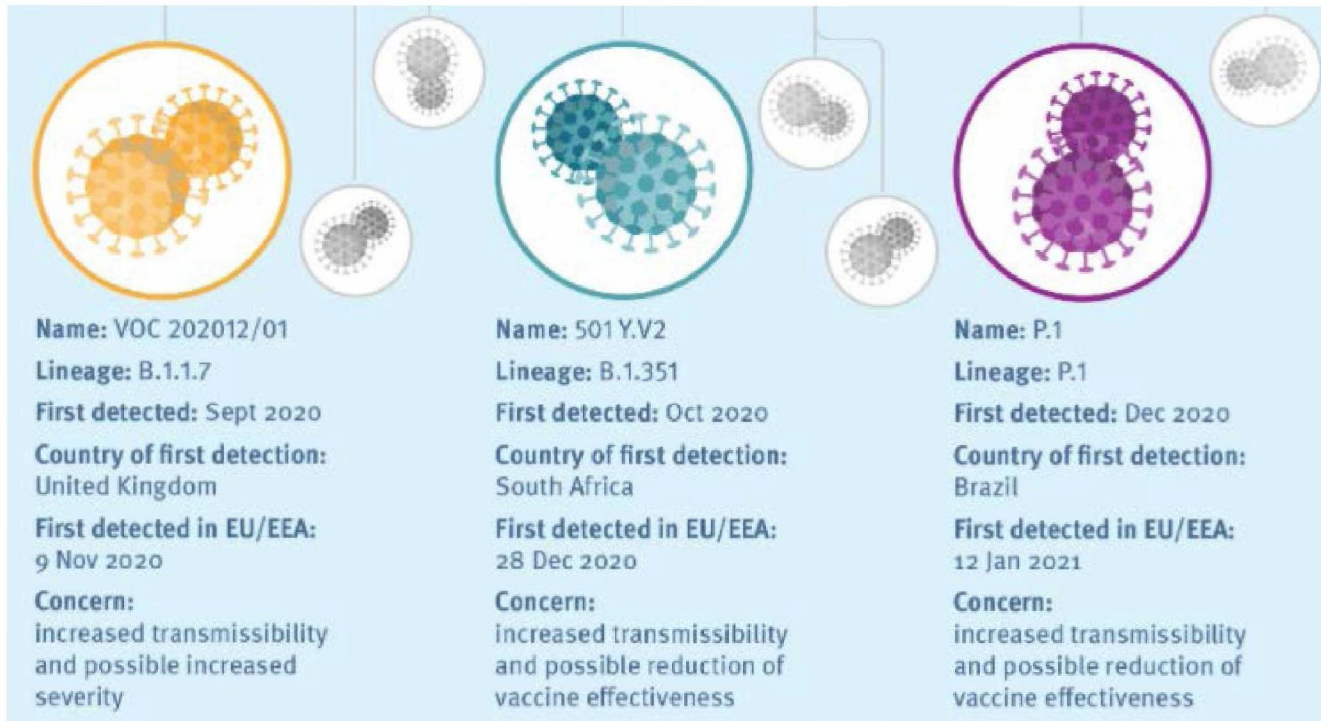 Name: VOC 202012/01
Lineage: B.1.1.7
First detected: Sept 2020
Country of first detection:
United Kingdom
First detected in EU/EEA:
9 Nov 2020
Concern:
increased transmissibility
and possible increased
severity
Name: 501 Y.V2
Lineage: B.1.351
First detected: Oct 2020
Country of first detection:
South Africa
First detected in EU/EEA:
28 Dec 2020
Concern:
increased transmissibility
and possible reduction of
vaccine effectiveness
Name: P.1
Lineage: P.1
First detected: Dec 2020
Country of first detection:
Brazil
First detected in EU/EEA:
12 Jan 2021
Concern:
increased transmissibility
and possible reduction of
vaccine effectiveness